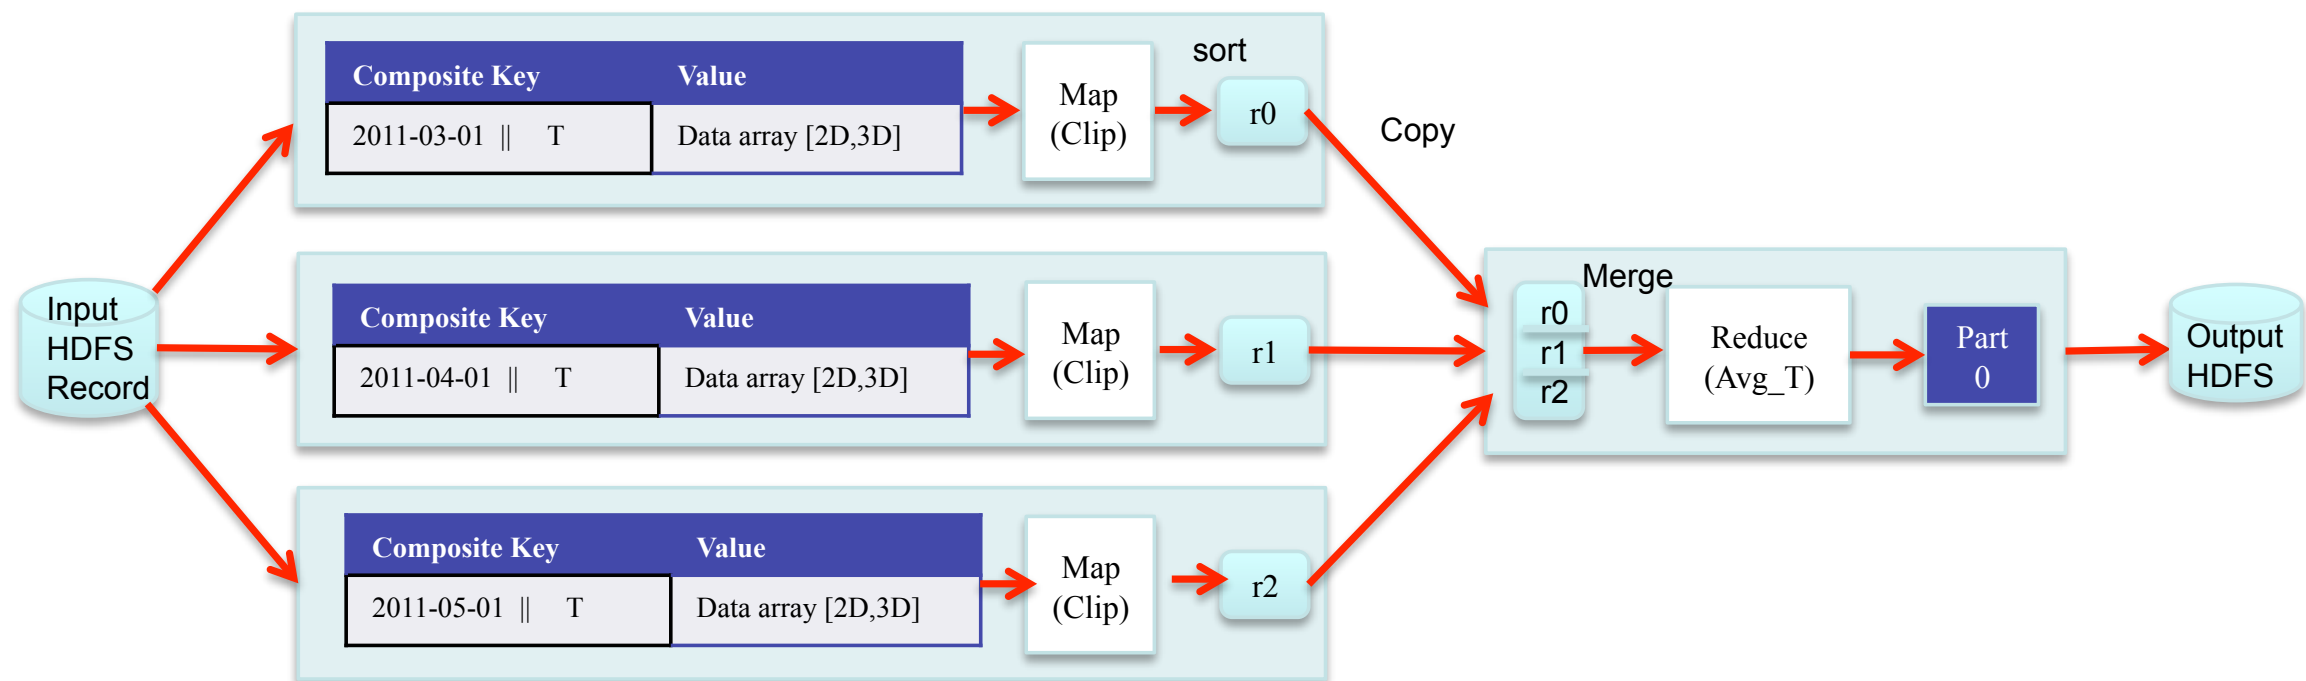 sort
Composite Key Value
2011-03-01 || T Data array [2D,3D]
Map
(Clip)
r0
Copy
Input
HDFS
Record
Composite Key Value
2011-04-01 || T Data array [2D,3D]
Map
(Clip)
r1
Merge
r0
r1
r2
Reduce
(Avg_T)
Part
0
Output
HDFS
Composite Key Value
2011-05-01 || T Data array [2D,3D]
Map
(Clip)
r2